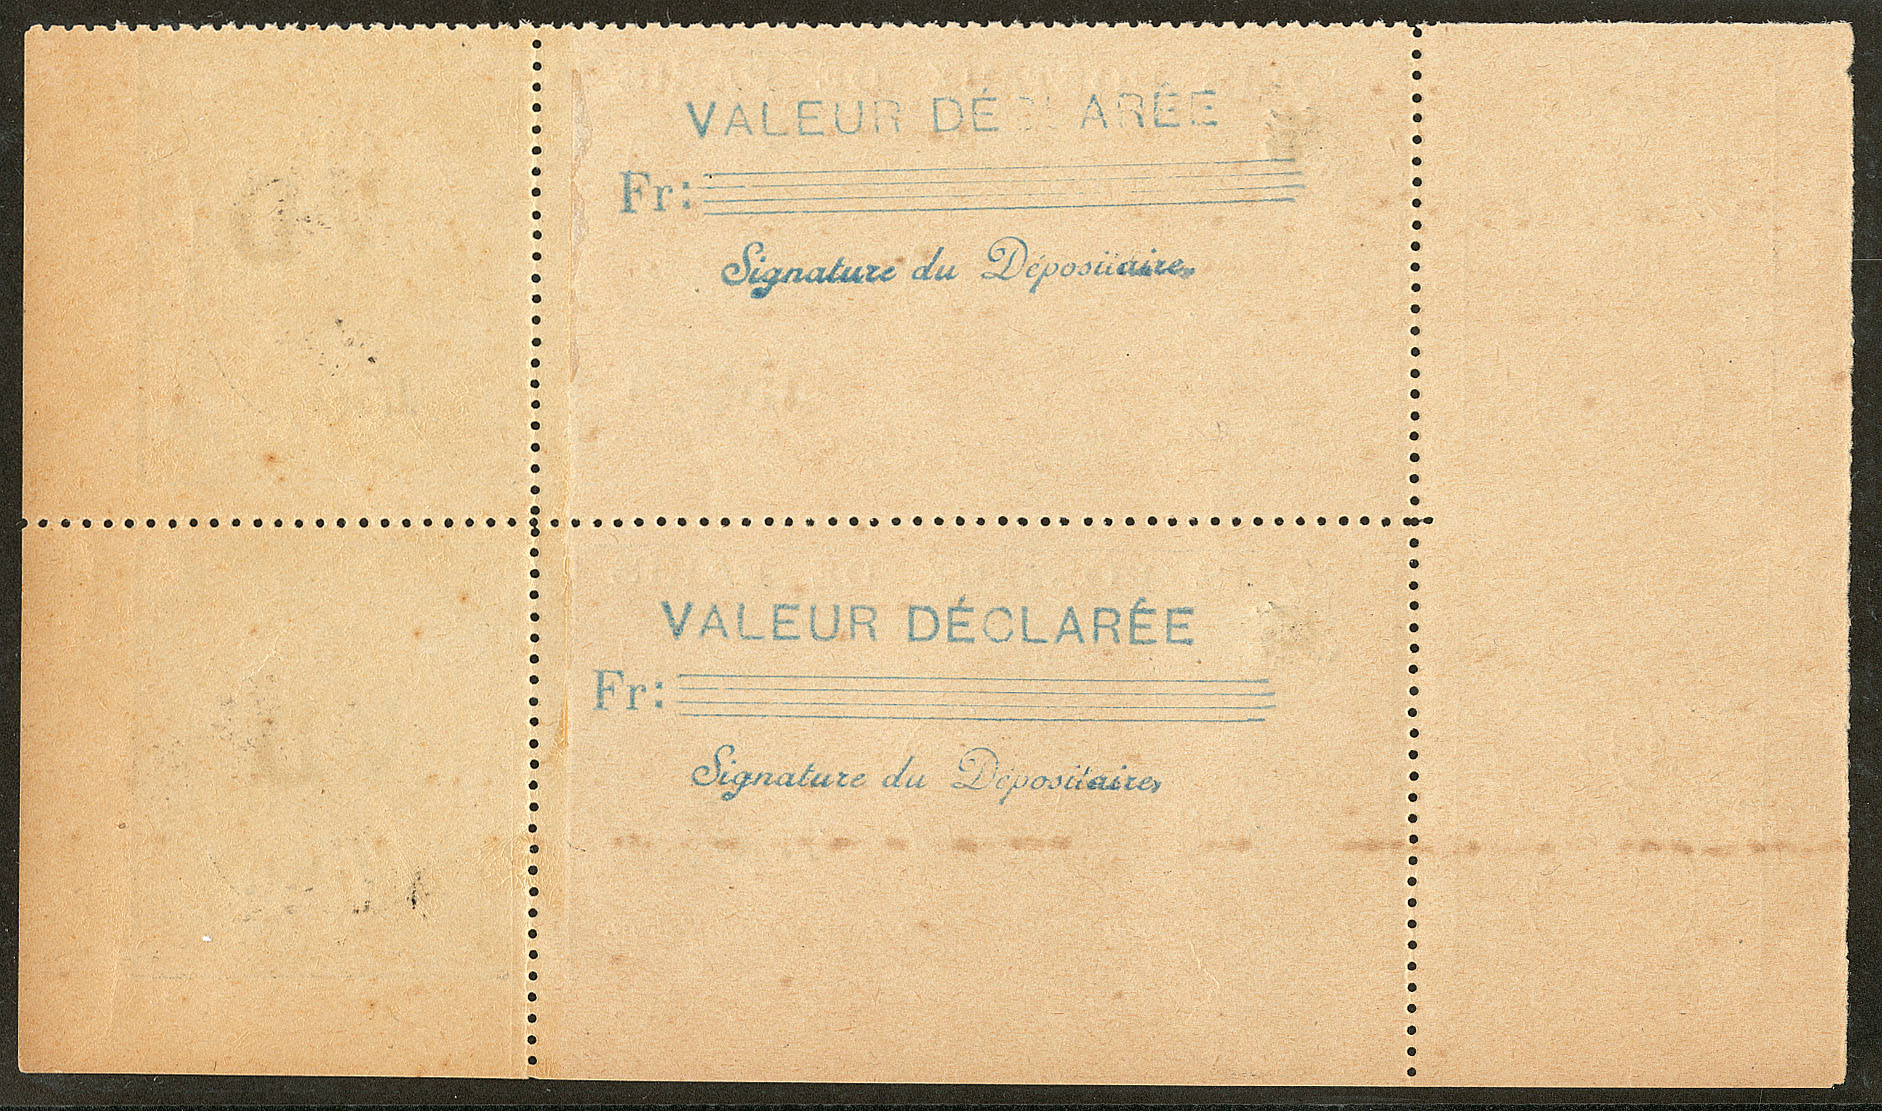 VALEUR DÉCLARÉE
Fr:
Signature du Dépositaire,
VALEUR DÉCLARÉE
Fr:
Signature du Dépositaire,